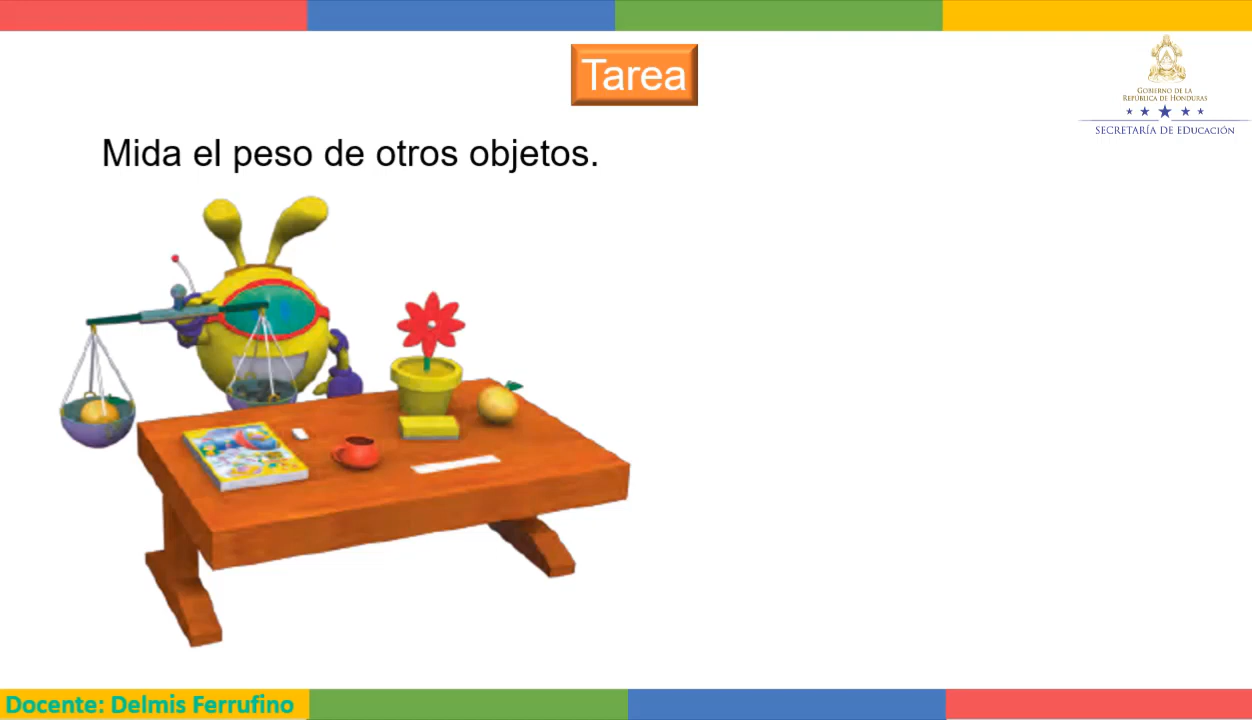 Tarea
GOBIERNO DE LA
REPÚBLICA DE HONDURAS
SECRETARÍA DE EDUCACIÓN
Mida el peso de otros objetos.
Docente: Delmis Ferrufino